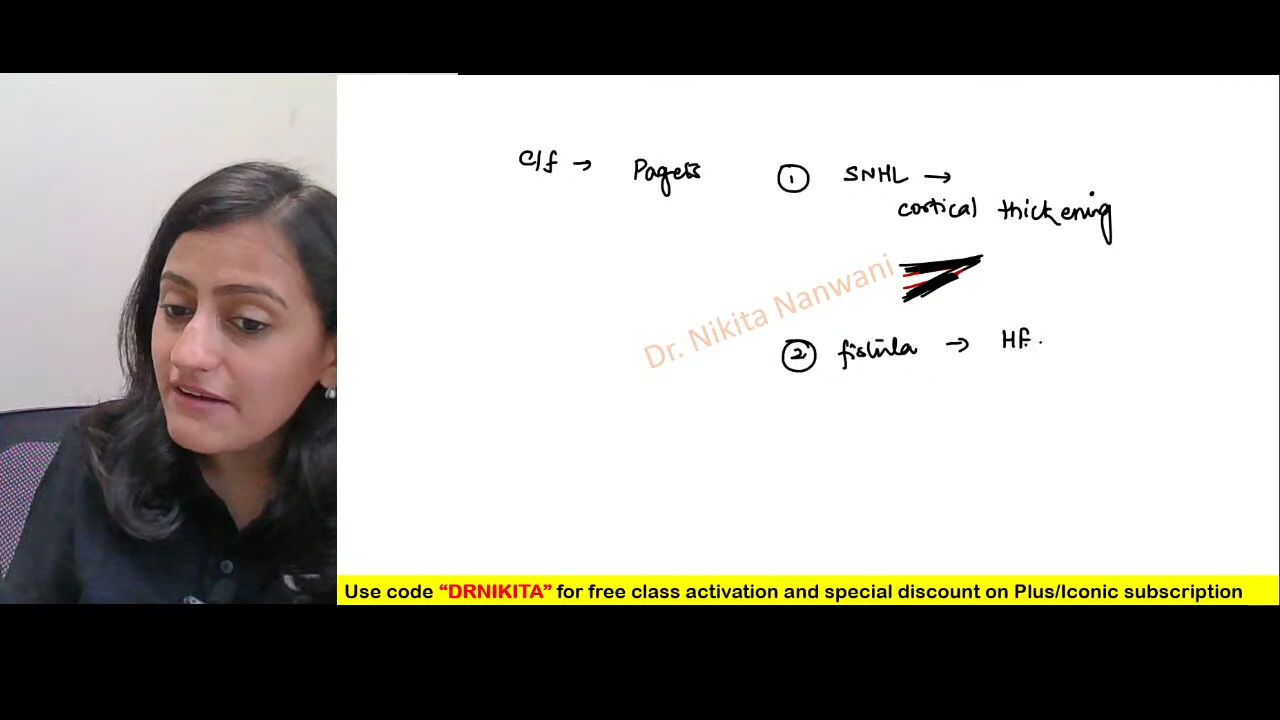 C/f → Pagets ① SNHL →
cortical thickening
Dr. Nikita Nanwani
② fistula → HF.
Use code “DRNIKITA” for free class activation and special discount on Plus/Iconic subscription